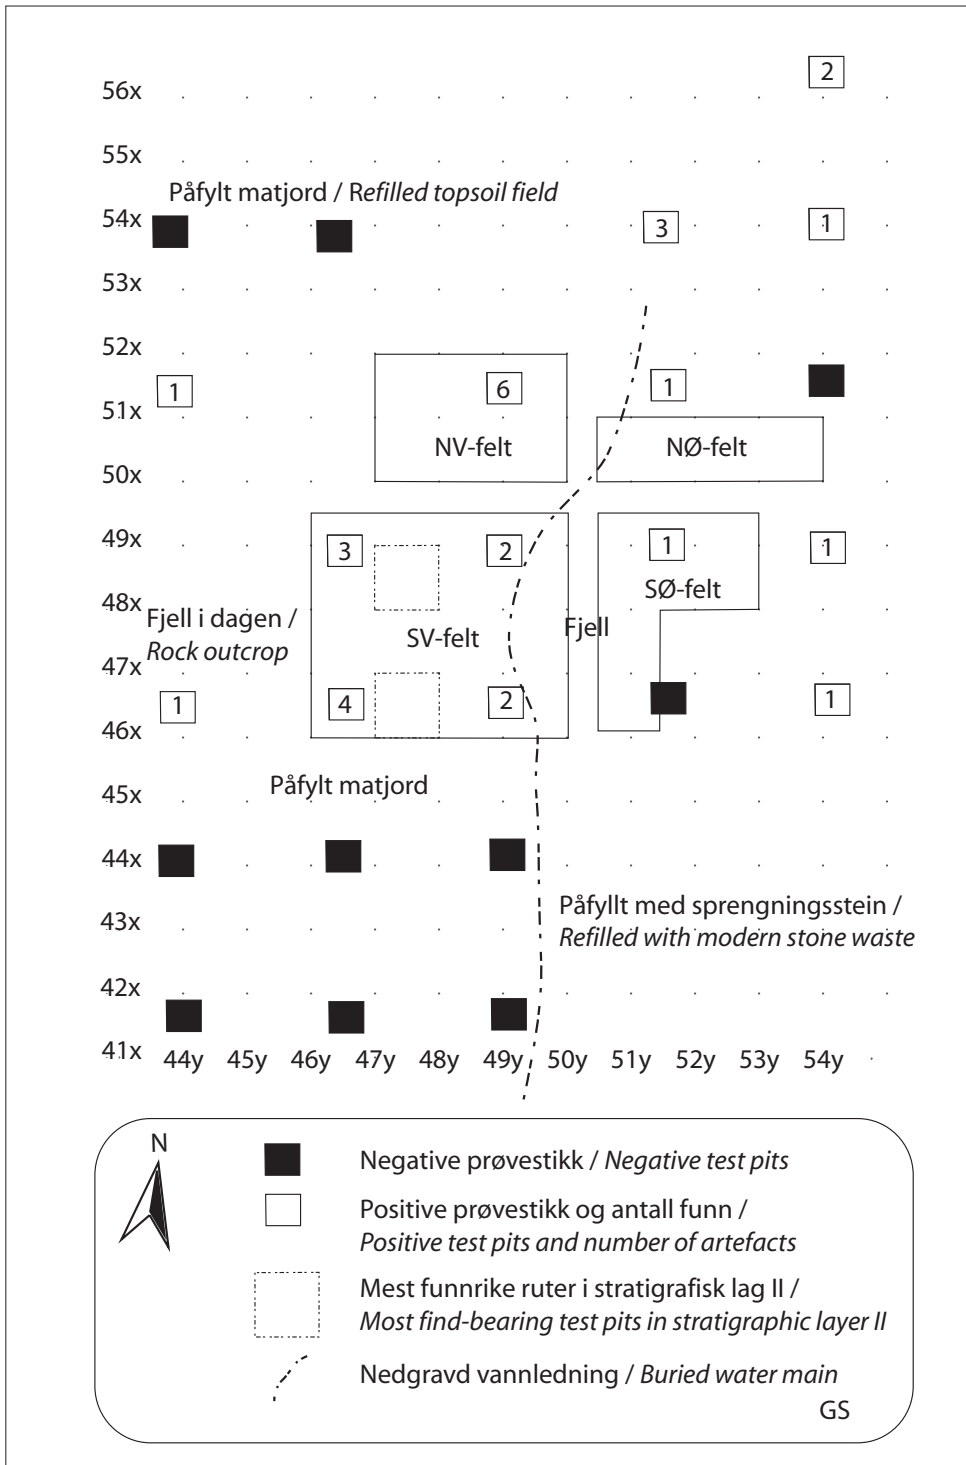 2
56x
55x
Påfylt matjord / Refilled topsoil field
54x
3
1
53x
52x
1
6
1
51x
NV-felt
NØ-felt
50x
49x
3
2
1
1
48x
SØ-felt
Fjell i dagen /
Rock outcrop
SV-felt
Fjell
47x
1
4
2
1
46x
Påfylt matjord
45x
44x
43x
Påfyllt med sprengningsstein /
Refilled with modern stone waste
42x
41x
44y 45y 46y 47y 48y 49y 50y 51y 52y 53y 54y
N
Negative prøvestikk / Negative test pits
Positive prøvestikk og antall funn /
Positive test pits and number of artefacts
Mest funnrike ruter i stratigrafisk lag II /
Most find-bearing test pits in stratigraphic layer II
Nedgravd vannledning / Buried water main
GS